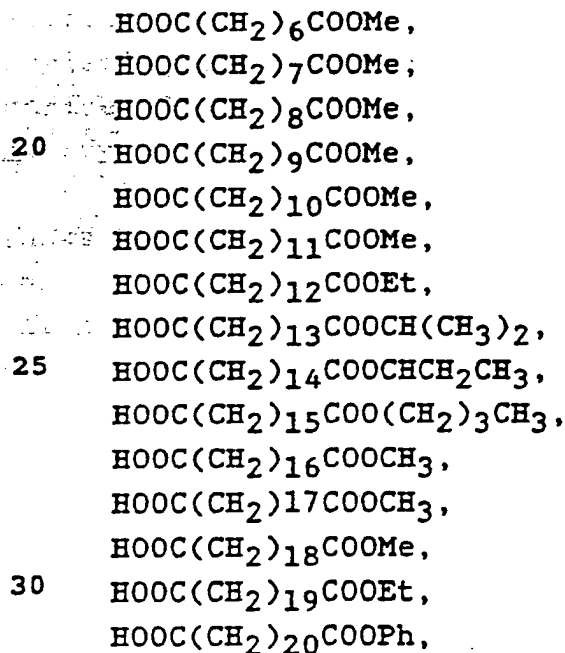 HOOC(CH₂)₆COOMe,
HOOC(CH₂)₇COOMe,
HOOC(CH₂)₈COOMe,
20 HOOC(CH₂)₉COOMe,
HOOC(CH₂)₁₀COOMe,
HOOC(CH₂)₁₁COOMe,
HOOC(CH₂)₁₂COOEt,
HOOC(CH₂)₁₃COOCH(CH₃)₂,
25 HOOC(CH₂)₁₄COOCHCH₂CH₃,
HOOC(CH₂)₁₅COO(CH₂)₃CH₃,
HOOC(CH₂)₁₆COOCH₃,
HOOC(CH₂)17COOCH₃,
HOOC(CH₂)₁₈COOMe,
30 HOOC(CH₂)₁₉COOEt,
HOOC(CH₂)₂₀COOPh,